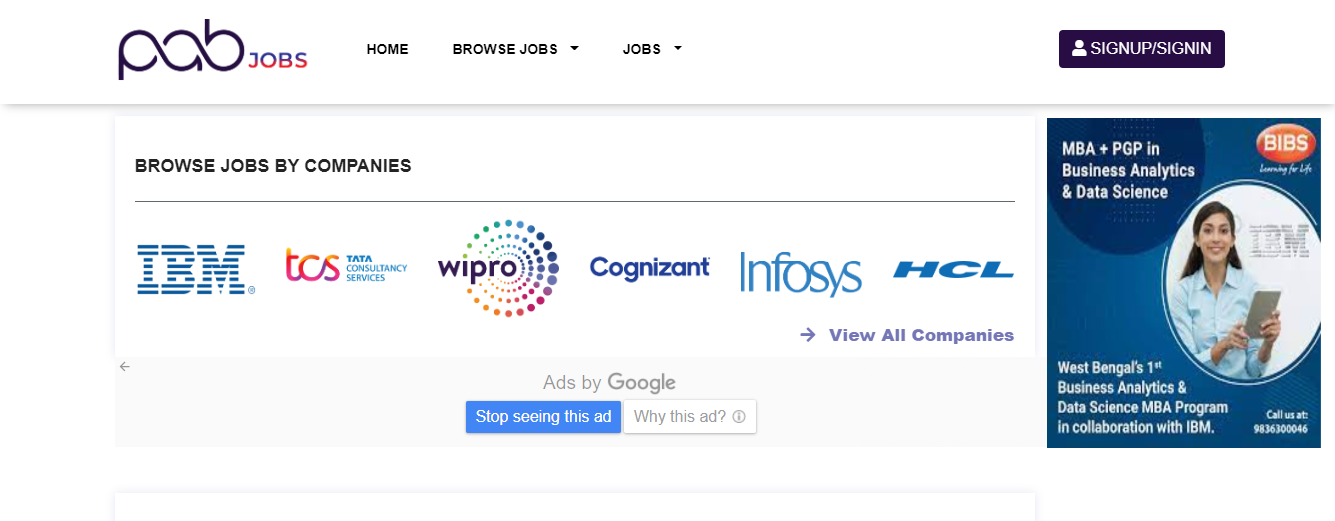 pab JOBS
HOME
BROWSE JOBS
JOBS
SIGNUP/SIGNIN
BROWSE JOBS BY COMPANIES
IBM®
tcs TATA
CONSULTANCY
SERVICES
wipro
Cognizant
Infosys
HCL
View All Companies
Ads by Google
Stop seeing this ad
Why this ad?
MBA + PGP in
Business Analytics
& Data Science
BIBS
Learning for Life
IBM
West Bengal's 1st
Business Analytics &
Data Science MBA Program
in collaboration with IBM.
Call us at:
9836300046